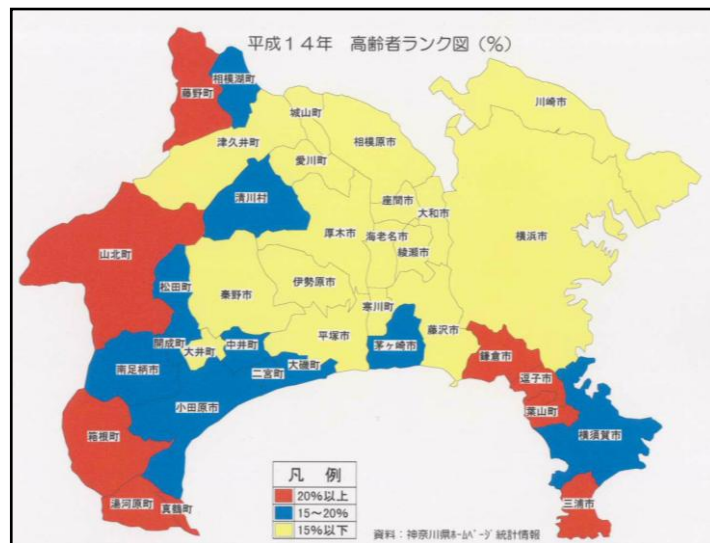 平成14年 高齢者ランク図(%)
相模湖町
藤野町
川崎市
城山町
津久井町
相模原市
愛川町
清川村
座間市
大和市
山北町
厚木市
海老名市
横浜市
綾瀬市
松田町
秦野市
伊勢原市
寒川町
開成町
大井町
中井町
平塚市
茅ヶ崎市
藤沢市
鎌倉市
南足柄市
大磯町
二宮町
逗子市
小田原市
葉山町
箱根町
横須賀市
湯河原町
真鶴町
三浦市
凡 例
20%以上
15~20%
15%以下
資料:神奈川県ホームページ統計情報